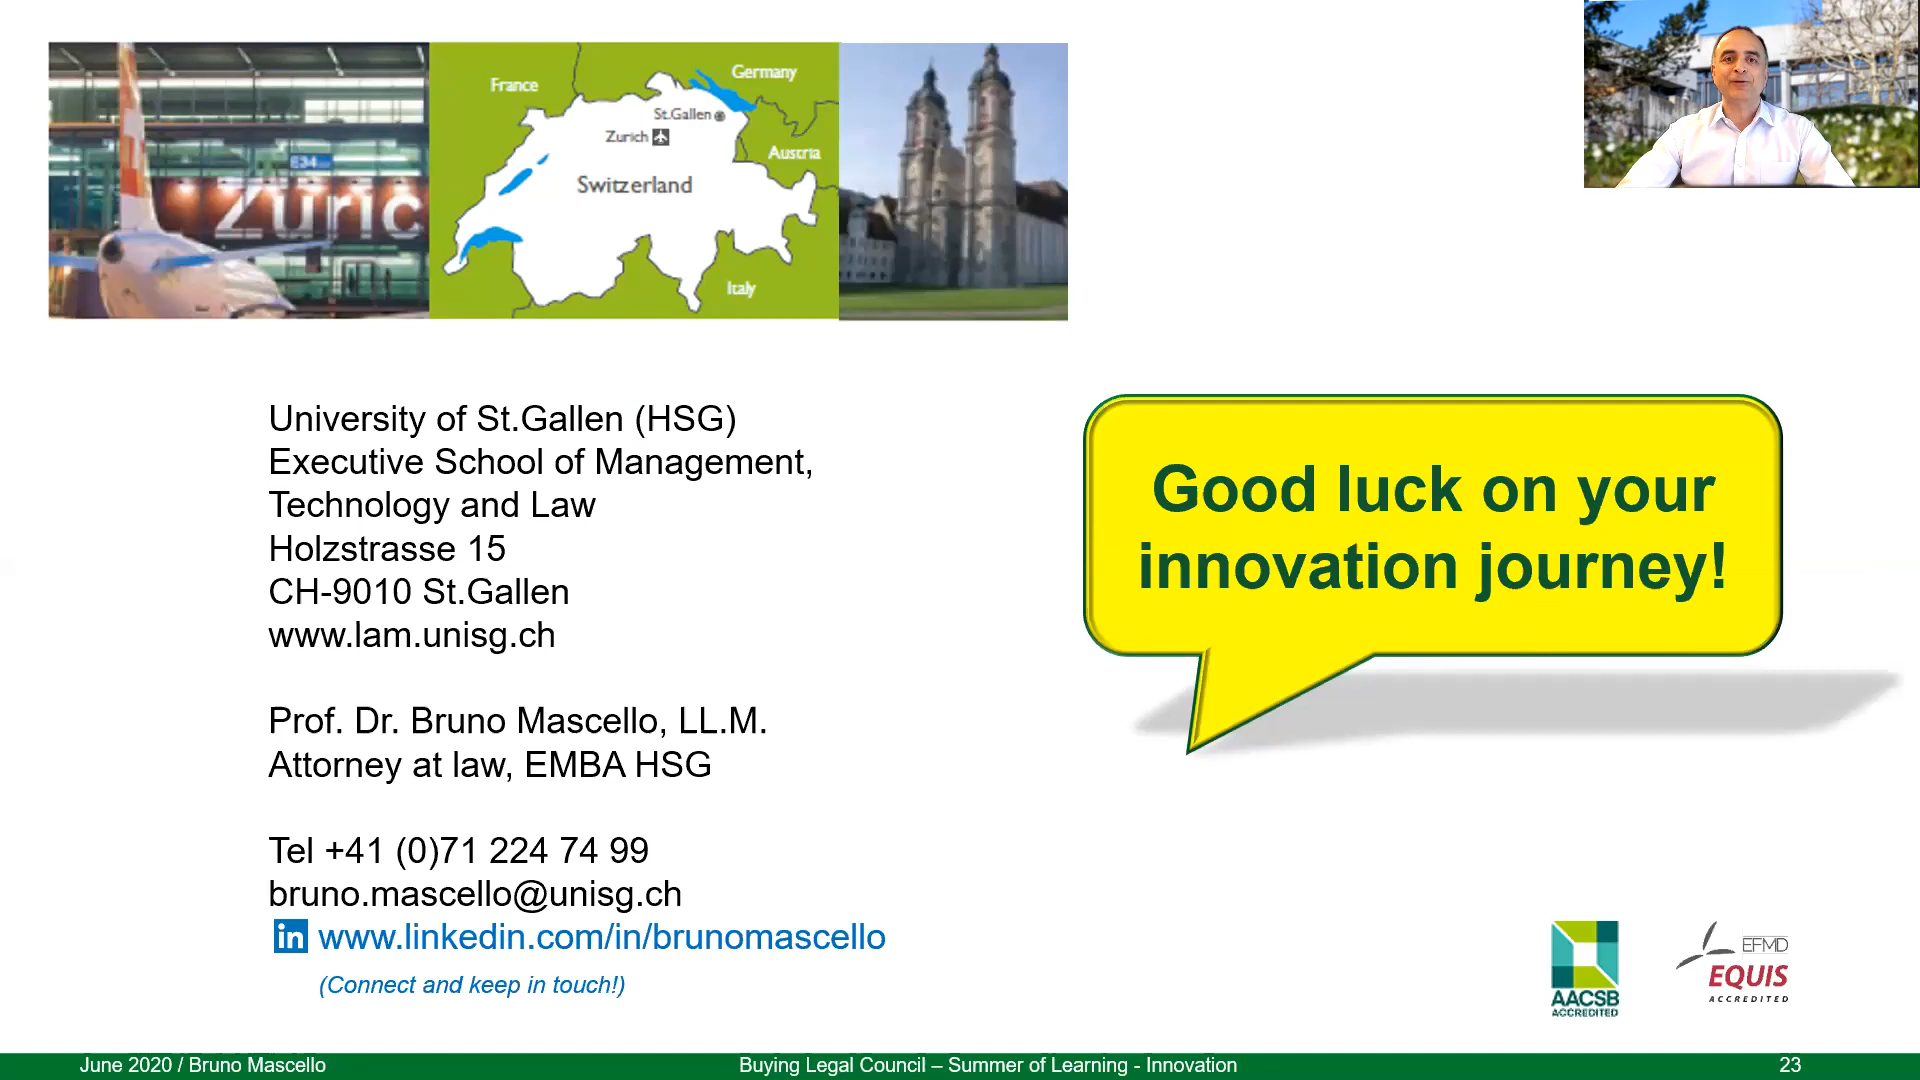 E34
Zuric
France
Germany
St.Gallen
Zurich
Austria
Switzerland
Italy
University of St.Gallen (HSG)
Executive School of Management,
Technology and Law
Holzstrasse 15
CH-9010 St.Gallen
www.lam.unisg.ch
Prof. Dr. Bruno Mascello, LL.M.
Attorney at law, EMBA HSG
Tel +41 (0)71 224 74 99
bruno.mascello@unisg.ch
in www.linkedin.com/in/brunomascello
(Connect and keep in touch!)
Good luck on your
innovation journey!
AACSB
ACCREDITED
EFMD
EQUIS
ACCREDITED
June 2020 / Bruno Mascello
Buying Legal Council – Summer of Learning - Innovation
23